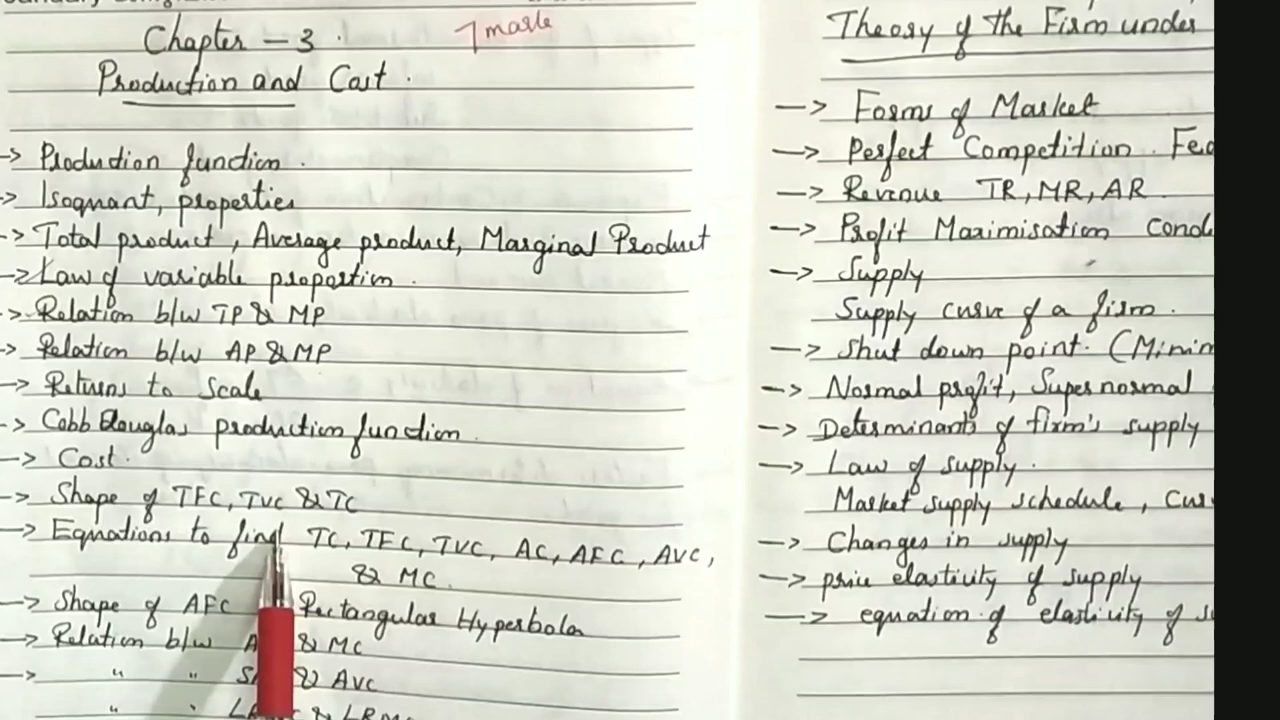 Chapter – 3
7 mark
Production and Cost.
-> Production function.
-> Isoquant, properties
-> Total product, Average product, Marginal Product
-> Law of variable proportion.
-> Relation b/w TP & MP
-> Relation b/w AP & MP
-> Returns to Scale
-> Cobb Douglas production function.
-> Cost.
-> Shape of TFC, TVC & TC
-> Equations to find TC, TFC, TVC, AC, AFC, AVC,
& MC.
-> Shape of AFC Rectangular Hyperbola
-> Relation b/w & MC
-> " " & AVC
" " & LRMC
Theory of the Firm under
-> Forms of Market
-> Perfect Competition.
-> Revenue TR, MR, AR
-> Profit Maximisation
-> Supply
Supply curve of a firm.
-> Shut down point.
-> Normal profit, Supernormal
-> Determinants of firm's supply
-> Law of supply.
Market supply schedule,
-> Changes in supply
-> price elasticity of supply
-> equation of elasticity of